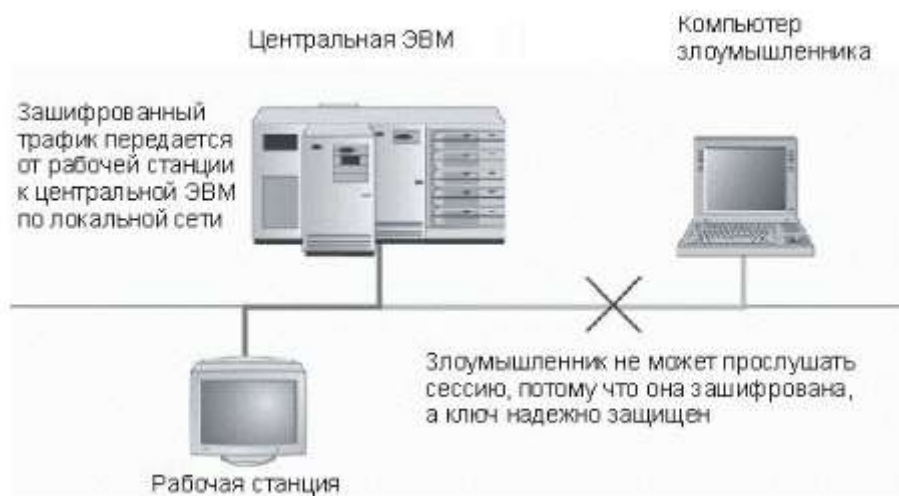 Центральная ЭВМ
Компьютер
злоумышленника
Зашифрованный
трафик передается
от рабочей станции
к центральной ЭВМ
по локальной сети
Злоумышленник не может прослушать
сессию, потому что она зашифрована,
а ключ надежно защищен
Рабочая станция